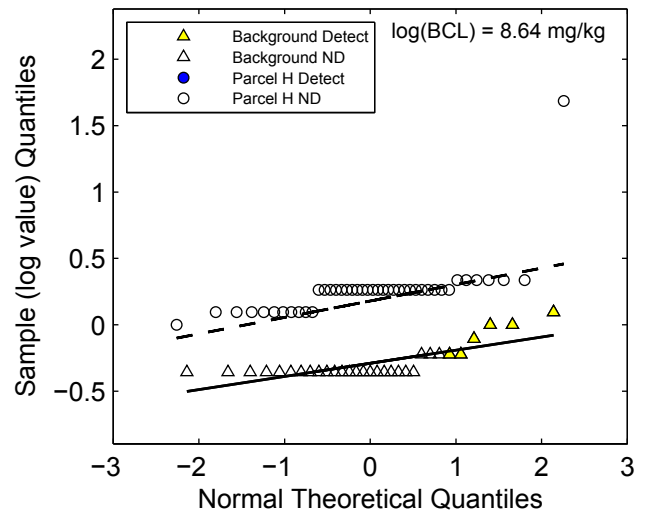 log(BCL) = 8.64 mg/kg
Background Detect
Background ND
Parcel H Detect
Parcel H ND
Sample (log value) Quantiles
2
1.5
1
0.5
0
−0.5
−3 −2 −1 0 1 2 3
Normal Theoretical Quantiles